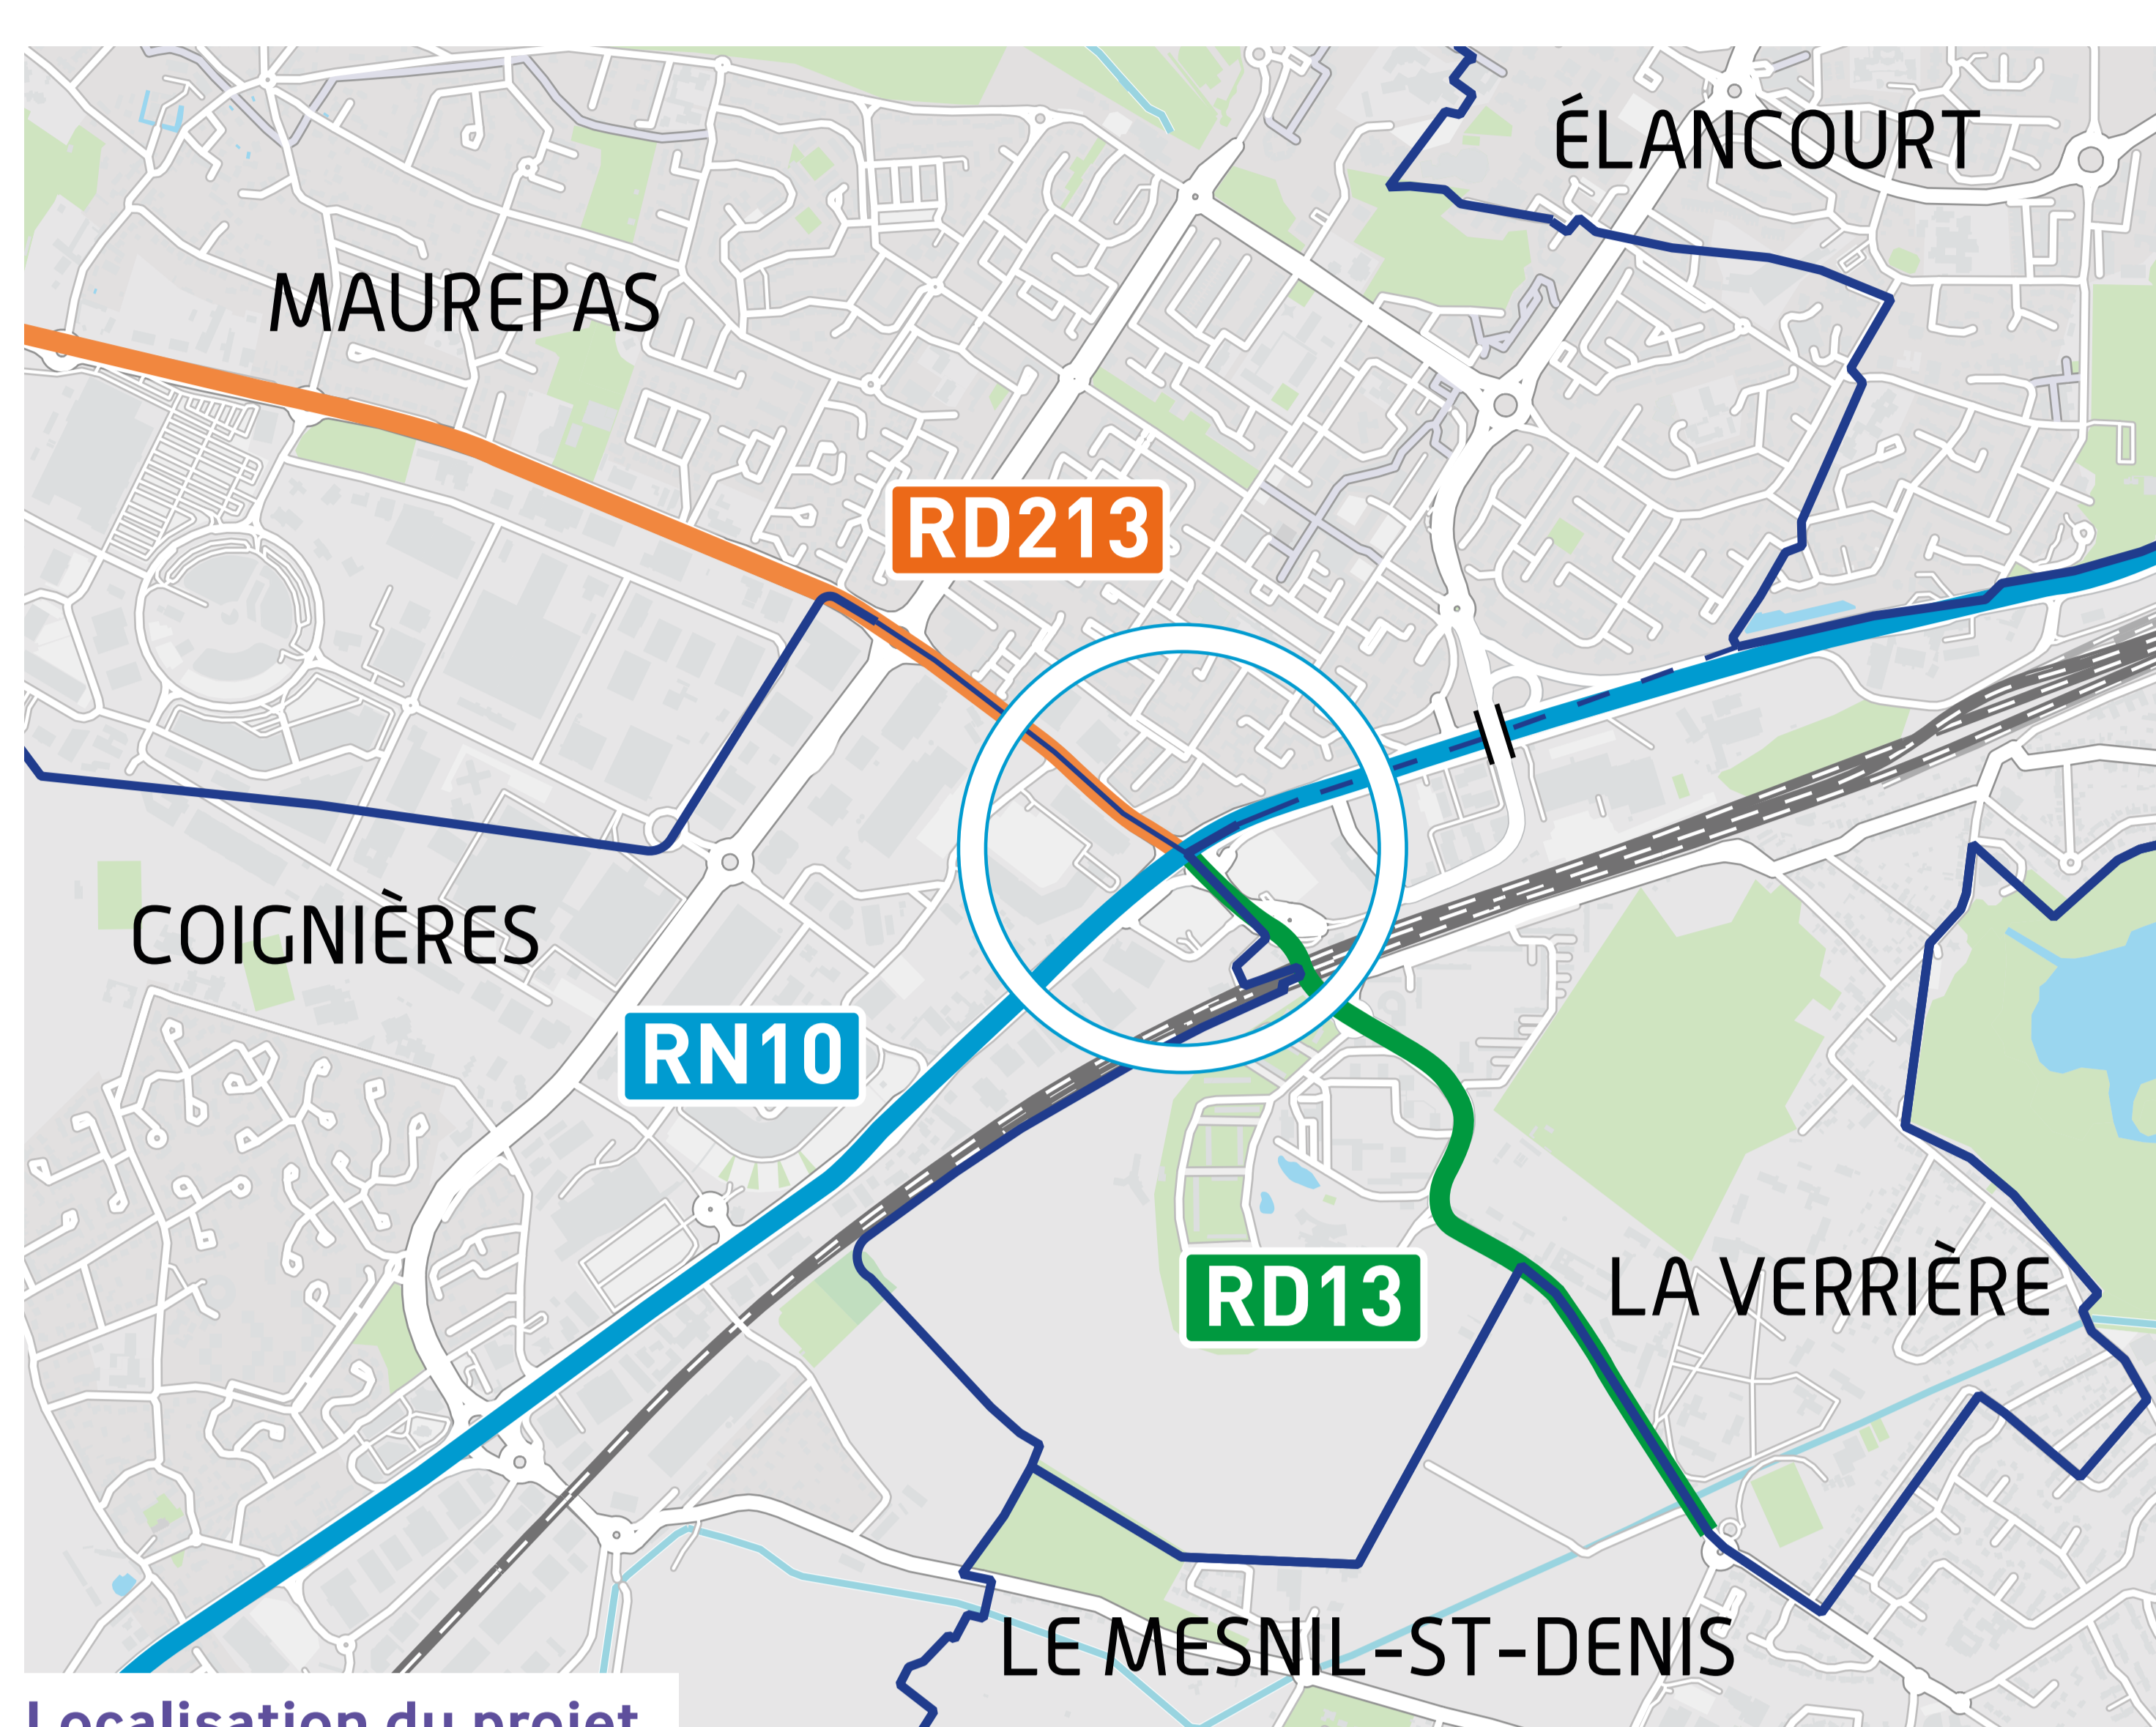 ÉLANCOURT
MAUREPAS
RD213
COIGNIÈRES
RN10
LA VERRIÈRE
RD13
LE MESNIL-ST-DENIS
Localisation du projet